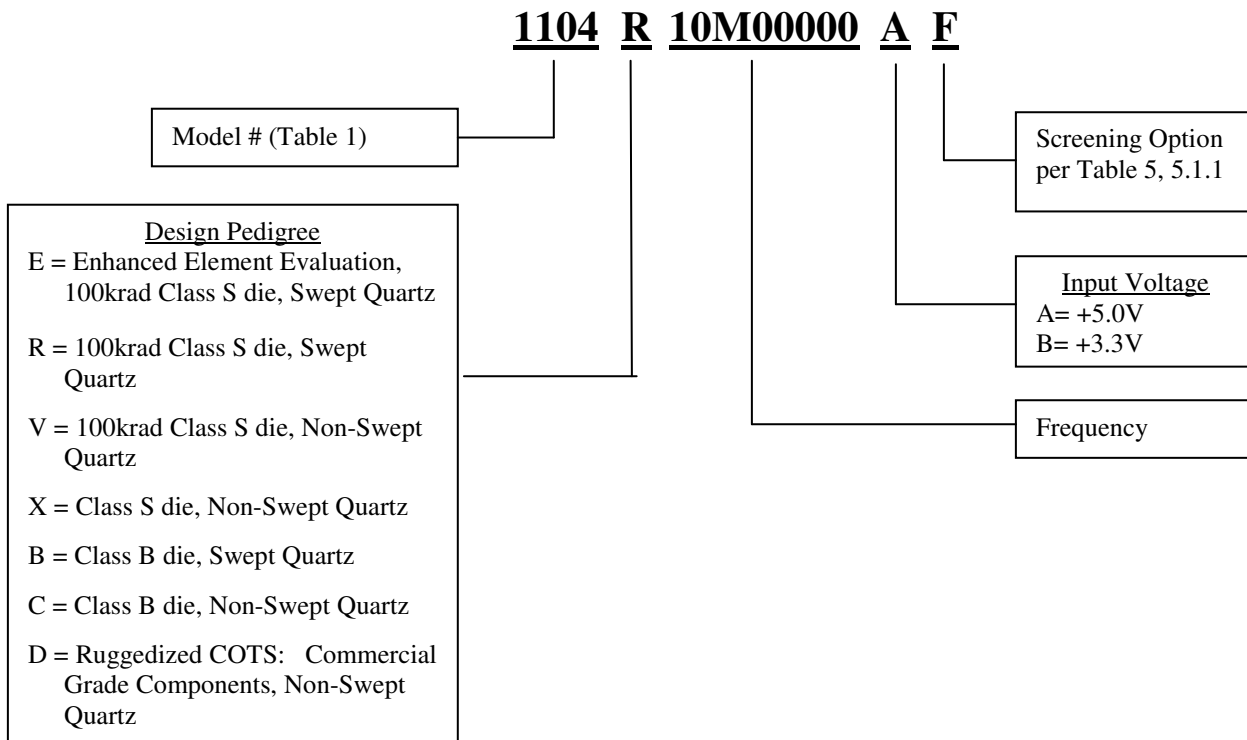 1104 R 10M00000 A F
Model # (Table 1)
Screening Option
per Table 5, 5.1.1
Design Pedigree
E = Enhanced Element Evaluation,
100krad Class S die, Swept Quartz
R = 100krad Class S die, Swept
Quartz
V = 100krad Class S die, Non-Swept
Quartz
X = Class S die, Non-Swept Quartz
B = Class B die, Swept Quartz
C = Class B die, Non-Swept Quartz
D = Ruggedized COTS: Commercial
Grade Components, Non-Swept
Quartz
Input Voltage
A= +5.0V
B= +3.3V
Frequency